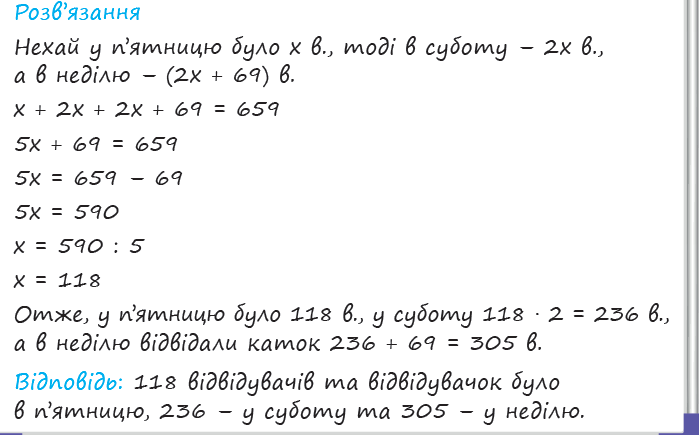 Розв'язання
Нехай у п'ятницю було x в., тоді в суботу – 2x в.,
а в неділю – (2x + 69) в.
x + 2x + 2x + 69 = 659
5x + 69 = 659
5x = 659 – 69
5x = 590
x = 590 : 5
x = 118
Отже, у п'ятницю було 118 в., у суботу 118 · 2 = 236 в.,
а в неділю відвідали каток 236 + 69 = 305 в.
Відповідь: 118 відвідувачів та відвідувачок було
в п'ятницю, 236 – у суботу та 305 – у неділю.